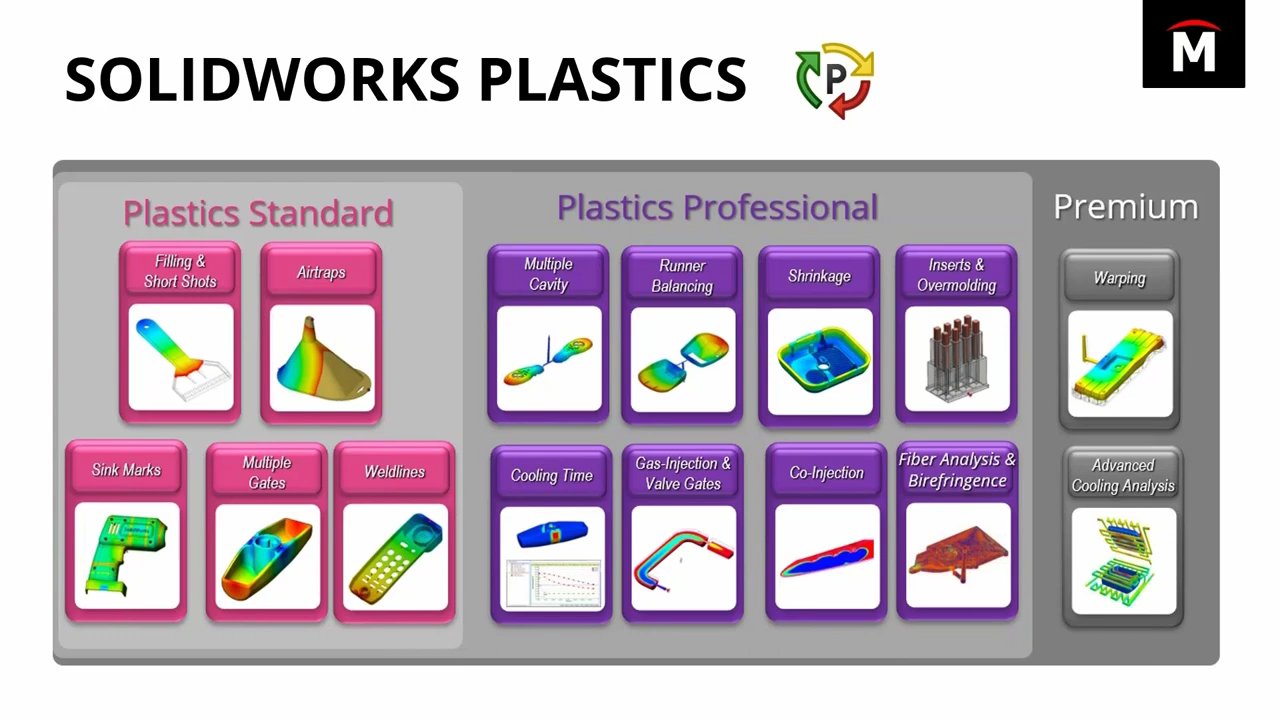 SOLIDWORKS PLASTICS
P
M
Plastics Standard
Plastics Professional
Premium
Filling &
Short Shots
Airtraps
Multiple
Cavity
Runner
Balancing
Shrinkage
Inserts &
Overmolding
Warping
Sink Marks
Multiple
Gates
Weldlines
Cooling Time
Gas-Injection &
Valve Gates
Co-Injection
Fiber Analysis &
Birefringence
Advanced
Cooling Analysis